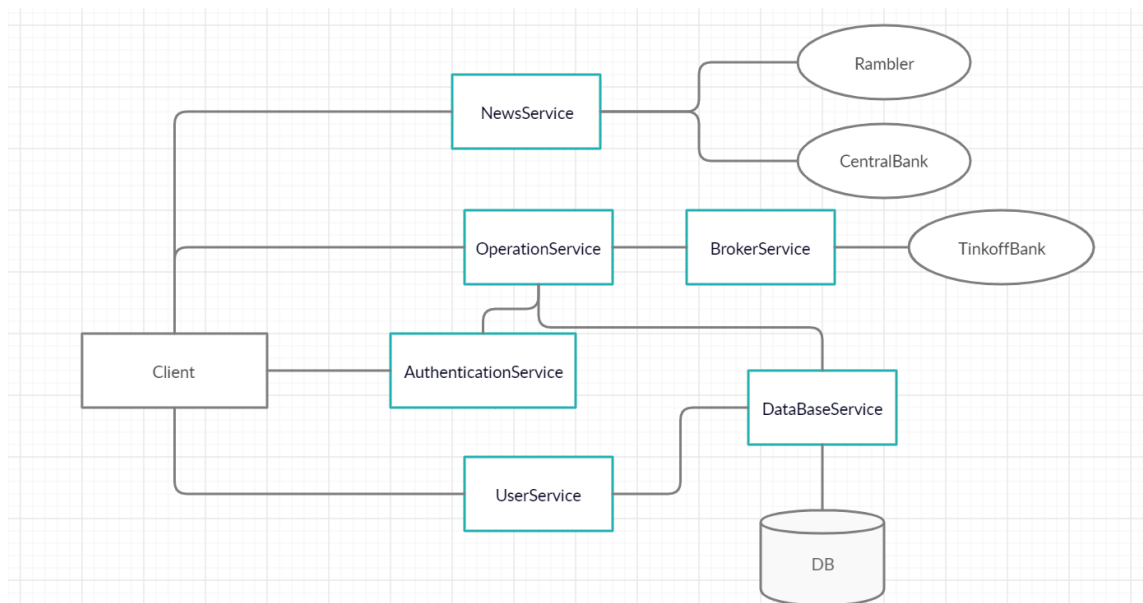 Rambler
NewsService
CentralBank
OperationService
BrokerService
TinkoffBank
Client
AuthenticationService
DataBaseService
UserService
DB